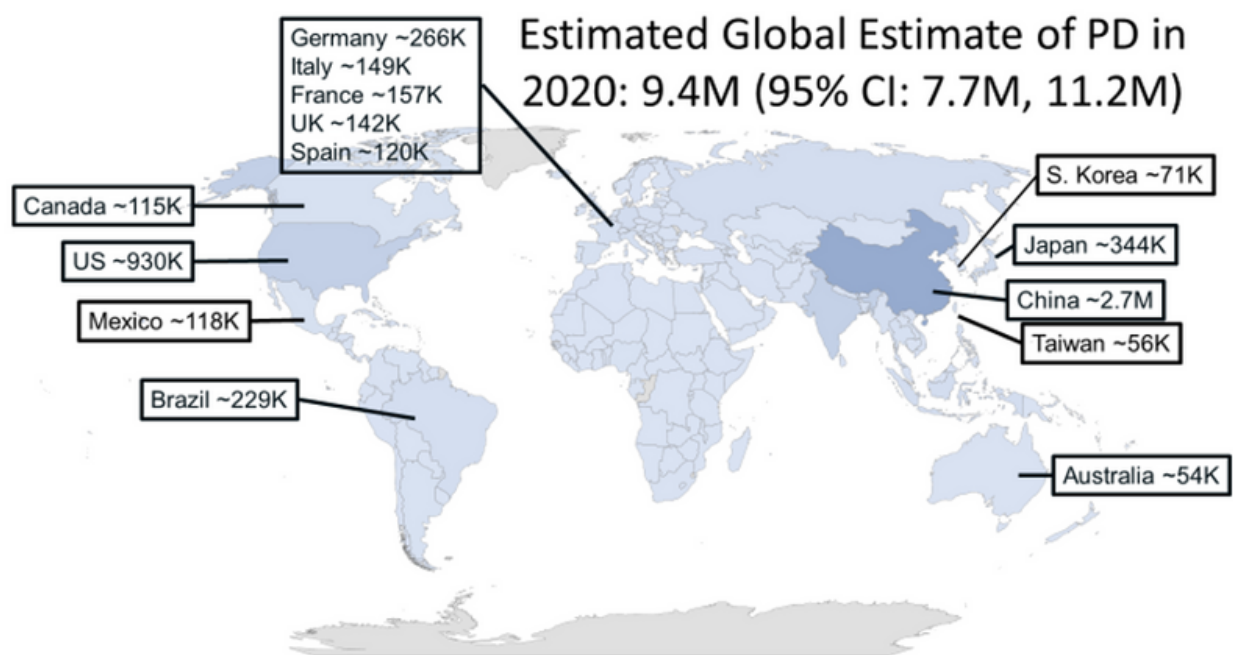 Estimated Global Estimate of PD in
2020: 9.4M (95% CI: 7.7M, 11.2M)
Germany ~266K
Italy ~149K
France ~157K
UK ~142K
Spain ~120K
Canada ~115K
US ~930K
Mexico ~118K
Brazil ~229K
S. Korea ~71K
Japan ~344K
China ~2.7M
Taiwan ~56K
Australia ~54K